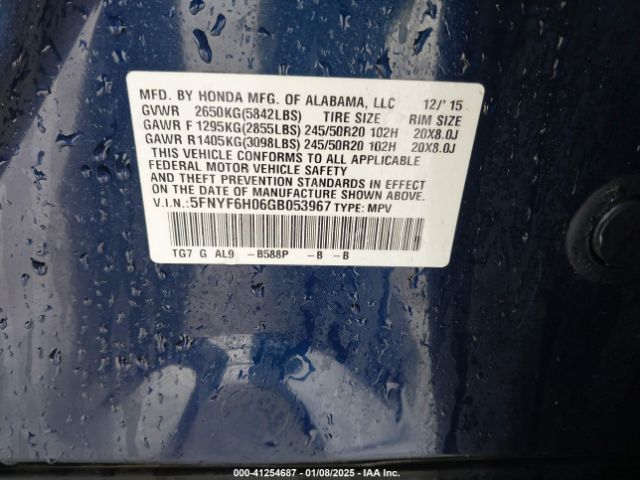 MFD. BY HONDA MFG. OF ALABAMA, LLC 12/'15
GVWR 2650KG(5842LBS) TIRE SIZE RIM SIZE
GAWR F 1295KG(2855LBS) 245/50R20 102H 20X8.0J
GAWR R1405KG(3098LBS) 245/50R20 102H 20X8.0J
THIS VEHICLE CONFORMS TO ALL APPLICABLE
FEDERAL MOTOR VEHICLE SAFETY
AND THEFT PREVENTION STANDARDS IN EFFECT
ON THE DATE OF MANUFACTURE SHOWN ABOVE.
V.I.N.:5FNYF6H06GB053967 TYPE: MPV
TG7 G AL9 -B588P -B -B
000-41254687 - 01/08/2025 - IAA Inc.